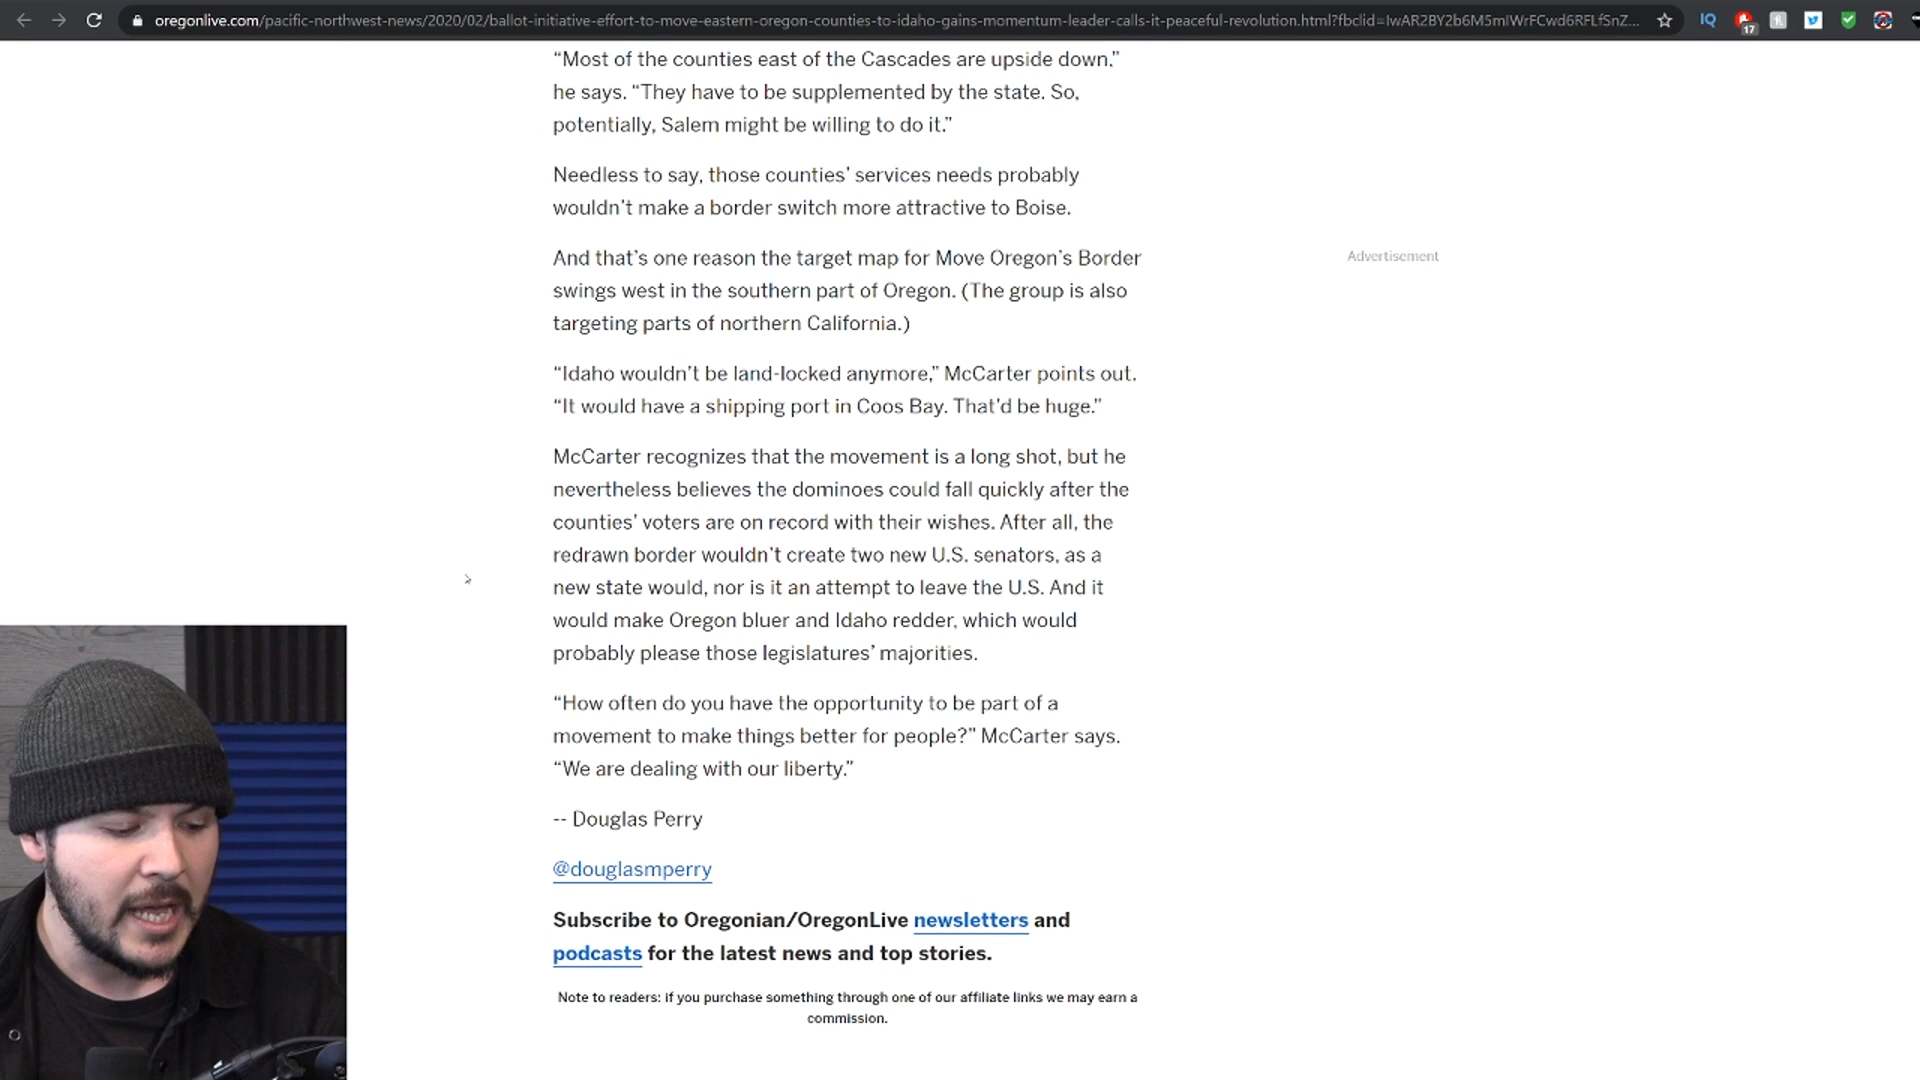 oregonlive.com/pacific-northwest-news/2020/02/ballot-initiative-effort-to-move-eastern-oregon-counties-to-idaho-gains-momentum-leader-calls-it-peaceful-revolution.html?fbclid=IwAR2BY2b6M5mIWrFCwd6RFLfSnZ...
IQ
17
“Most of the counties east of the Cascades are upside down,”
he says. “They have to be supplemented by the state. So,
potentially, Salem might be willing to do it.”
Needless to say, those counties’ services needs probably
wouldn’t make a border switch more attractive to Boise.
And that’s one reason the target map for Move Oregon’s Border
swings west in the southern part of Oregon. (The group is also
targeting parts of northern California.)
Advertisement
“Idaho wouldn’t be land-locked anymore,” McCarter points out.
“It would have a shipping port in Coos Bay. That’d be huge.”
McCarter recognizes that the movement is a long shot, but he
nevertheless believes the dominoes could fall quickly after the
counties’ voters are on record with their wishes. After all, the
redrawn border wouldn’t create two new U.S. senators, as a
new state would, nor is it an attempt to leave the U.S. And it
would make Oregon bluer and Idaho redder, which would
probably please those legislatures’ majorities.
“How often do you have the opportunity to be part of a
movement to make things better for people?” McCarter says.
“We are dealing with our liberty.”
-- Douglas Perry
@douglasmperry
Subscribe to Oregonian/OregonLive newsletters and
podcasts for the latest news and top stories.
Note to readers: if you purchase something through one of our affiliate links we may earn a
commission.